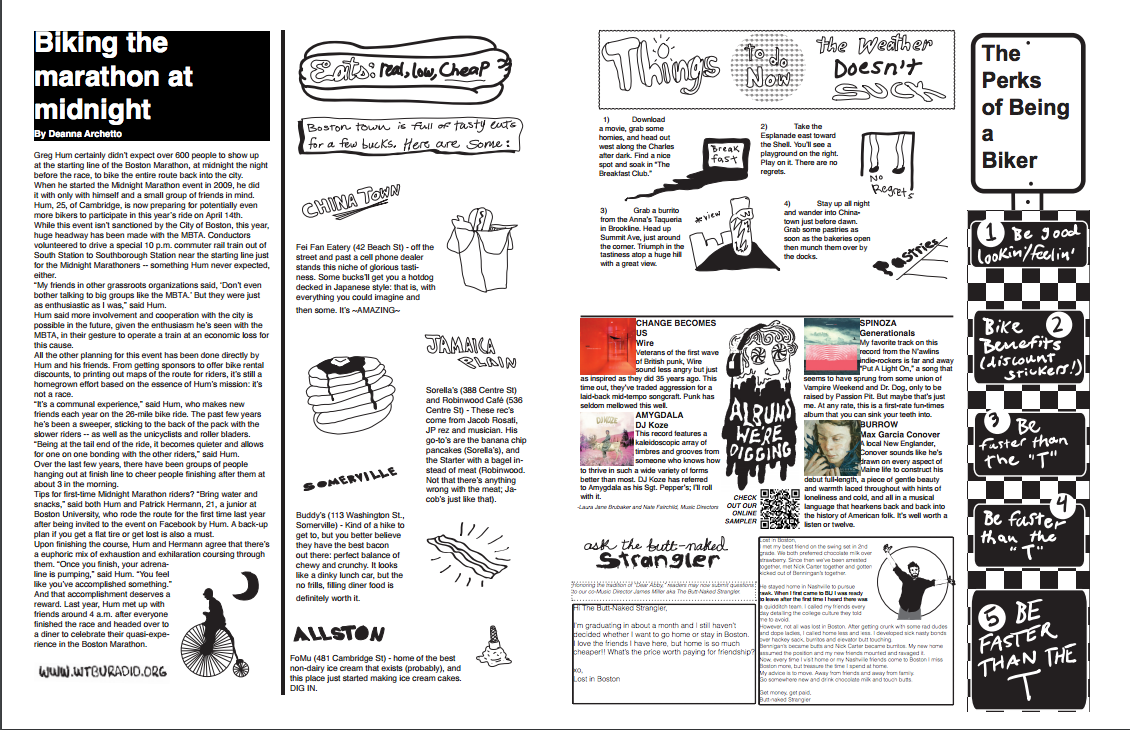 Biking the
marathon at
midnight
By Deanna Archetto
Greg Hum certainly didn't expect over 600 people to show up
at the starting line of the Boston Marathon, at midnight the night
before the race, to bike the entire route back into the city.
When he started the Midnight Marathon event in 2009, he did
it with only with himself and a small group of friends in mind.
Hum, 25, of Cambridge, is now preparing for potentially even
more bikers to participate in this year's ride on April 14th.
While this event isn't sanctioned by the City of Boston, this year,
huge headway has been made with the MBTA. Conductors
volunteered to drive a special 10 p.m. commuter rail train out of
South Station to Southborough Station near the starting line just
for the Midnight Marathoners -- something Hum never expected,
either.
"My friends in other grassroots organizations said, 'Don't even
bother talking to big groups like the MBTA.' But they were just
as enthusiastic as I was," said Hum.
Hum said more involvement and cooperation with the city is
possible in the future, given the enthusiasm he's seen with the
MBTA, in their gesture to operate a train at an economic loss for
this cause.
All the other planning for this event has been done directly by
Hum and his friends. From getting sponsors to offer bike rental
discounts, to printing out maps of the route for riders, it's still a
homegrown effort based on the essence of Hum's mission: it's
not a race.
"It's a communal experience," said Hum, who makes new
friends each year on the 26-mile bike ride. The past few years
he's been a sweeper, sticking to the back of the pack with the
slower riders -- as well as the unicyclists and roller bladers.
"Being at the tail end of the ride, it becomes quieter and allows
for one on one bonding with the other riders," said Hum.
Over the last few years, there have been groups of people
hanging out at finish line to cheer people finishing after them at
about 3 in the morning.
Tips for first-time Midnight Marathon riders? "Bring water and
snacks," said both Hum and Patrick Hermann, 21, a junior at
Boston University, who rode the route for the first time last year
after being invited to the event on Facebook by Hum. A back-up
plan if you get a flat tire or get lost is also a must.
Upon finishing the course, Hum and Hermann agree that there's
a euphoric mix of exhaustion and exhilaration coursing through
them. "Once you finish, your adrena-
line is pumping," said Hum. "You feel
like you've accomplished something."
And that accomplishment deserves a
reward. Last year, Hum met up with
friends around 4 a.m. after everyone
finished the race and headed over to
a diner to celebrate their quasi-expe-
rience in the Boston Marathon.
WWW.WTBURADIO.ORG
Eats: real, low, cheap
Boston town is full of tasty eats
for a few bucks. Here are some:
CHINA TOWN
Fei Fan Eatery (42 Beach St) - off the
street and past a cell phone dealer
stands this niche of glorious tasti-
ness. Some bucks'll get you a hotdog
decked in Japanese style: that is, with
everything you could imagine and
then some. It's ~AMAZING~
JAMAICA
PLAIN
Sorella's (388 Centre St)
and Robinwood Café (536
Centre St) - These rec's
come from Jacob Rosati,
JP rez and musician. His
go-to's are the banana chip
pancakes (Sorella's), and
the Starter with a bagel in-
stead of meat (Robinwood.
Not that there's anything
wrong with the meat; Ja-
cob's just like that).
SOMERVILLE
Buddy's (113 Washington St.,
Somerville) - Kind of a hike to
get to, but you better believe
they have the best bacon
out there: perfect balance of
chewy and crunchy. It looks
like a dinky lunch car, but the
no frills, filling diner food is
definitely worth it.
ALLSTON
FoMu (481 Cambridge St) - home of the best
non-dairy ice cream that exists (probably), and
this place just started making ice cream cakes.
DIG IN.
Things to do Now the Weather Doesn't SUCK
1) Download
a movie, grab some
homies, and head out
west along the Charles
after dark. Find a nice
spot and soak in "The
Breakfast Club."
Break
fast
2) Take the
Esplanade east toward
the Shell. You'll see a
playground on the right.
Play on it. There are no
regrets.
No
Regrets!
3) Grab a burrito
from the Anna's Taqueria
in Brookline. Head up
Summit Ave, just around
the corner. Triumph in the
tastiness atop a huge hill
with a great view.
#view
4) Stay up all night
and wander into China-
town just before dawn.
Grab some pastries as
soon as the bakeries open
then munch them over by
the docks.
pastries
CHANGE BECOMES
US
Wire
Veterans of the first wave
of British punk, Wire
sound less angry but just
as inspired as they did 35 years ago. This
time out, they've traded aggression for a
laid-back mid-tempo songcraft. Punk has
seldom mellowed this well.
AMYGDALA
DJ Koze
This record features a
kaleidoscopic array of
timbres and grooves from
someone who knows how
to thrive in such a wide variety of forms
better than most. DJ Koze has referred
to Amygdala as his Sgt. Pepper's; I'll roll
with it.
-Laura Jane Brubaker and Nate Fairchild, Music Directors
ALBUMS
WE'RE
DIGGING
CHECK
OUT OUR
ONLINE
SAMPLER
SPINOZA
Generationals
My favorite track on this
record from the N'awlins
indie-rockers is far and away
"Put A Light On," a song that
seems to have sprung from some union of
Vampire Weekend and Dr. Dog, only to be
raised by Passion Pit. But maybe that's just
me. At any rate, this is a first-rate fun-times
album that you can sink your teeth into.
BURROW
Max Garcia Conover
A local New Englander,
Conover sounds like he's
drawn on every aspect of
Maine life to construct his
debut full-length, a piece of gentle beauty
and warmth laced throughout with hints of
loneliness and cold, and all in a musical
language that hearkens back and back into
the history of American folk. It's well worth a
listen or twelve.
ask the butt-naked
Strangler
Honoring the tradition of "Dear Abby," readers may now submit questions
to our co-Music Director James Miller aka The Butt-Naked Strangler.
Hi The Butt-Naked Strangler,
I'm graduating in about a month and I still haven't
decided whether I want to go home or stay in Boston.
I love the friends I have here, but home is so much
cheaper!! What's the price worth paying for friendship?
xo,
Lost in Boston
Lost in Boston,
I met my best friend on the swing set in 2nd
grade. We both preferred chocolate milk over
strawberry. Since then we've been arrested
together, met Nick Carter together and gotten
kicked out of Bennigan's together.
He stayed home in Nashville to pursue
rawk. When I first came to BU I was ready
to leave after the first time I heard there was
a quidditch team. I called my friends every
day detailing the college culture they told
me to avoid.
However, not all was lost in Boston. After getting crunk with some rad dudes
and dope ladies, I called home less and less. I developed sick nasty bonds
over hackey sack, burritos and elevator butt touching.
Bennigan's became butts and Nick Carter became burritos. My new home
assumed the position and my new friends mounted and ravaged it.
Now, every time I visit home or my Nashville friends come to Boston I miss
Boston more, but treasure the time I spend at home.
My advice is to move. Away from friends and away from family.
Go somewhere new and drink chocolate milk and touch butts.
Get money, get paid,
Butt-naked Strangler
The
Perks
of Being
a
Biker
1 Be good
lookin'/feelin'
2 Bike
Benefits
(discount
stickers!)
3 Be
faster than
the "T"
4
Be faster
than the
"T"
5 BE
FASTER
THAN THE
T